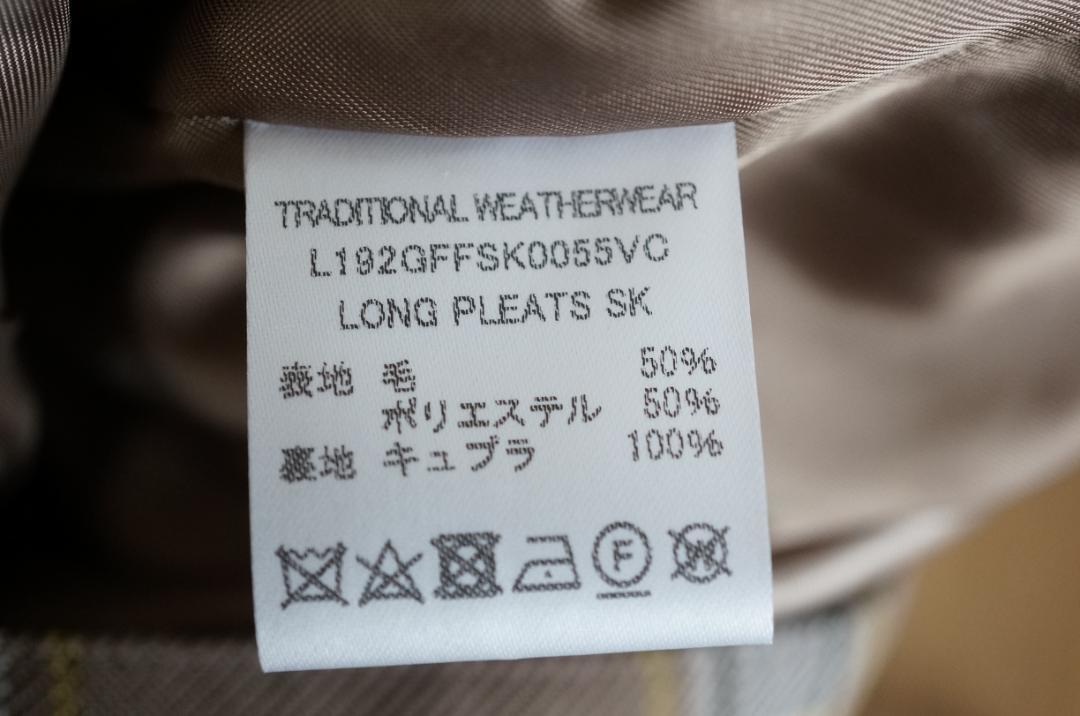 TRADITIONAL WEATHERWEAR
L192GFFSK0055VC
LONG PLEATS SK
表地 毛 50%
ポリエステル 50%
裏地 キュプラ 100%
F
W